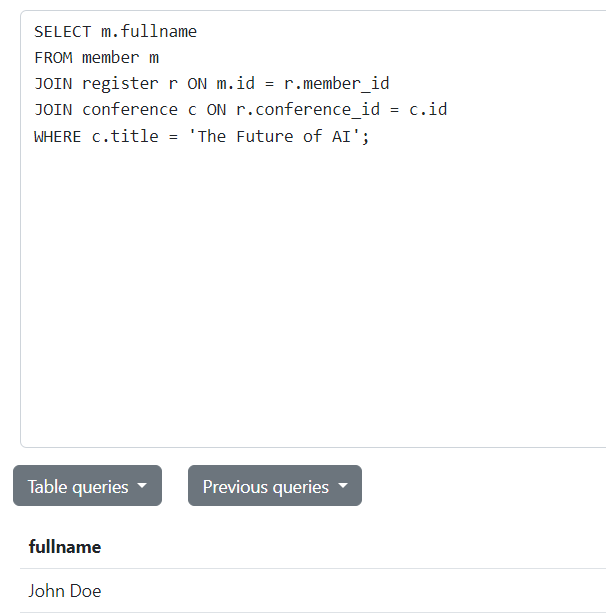 SELECT m.fullname
FROM member m
JOIN register r ON m.id = r.member_id
JOIN conference c ON r.conference_id = c.id
WHERE c.title = 'The Future of AI';
Table queries
Previous queries
fullname
John Doe